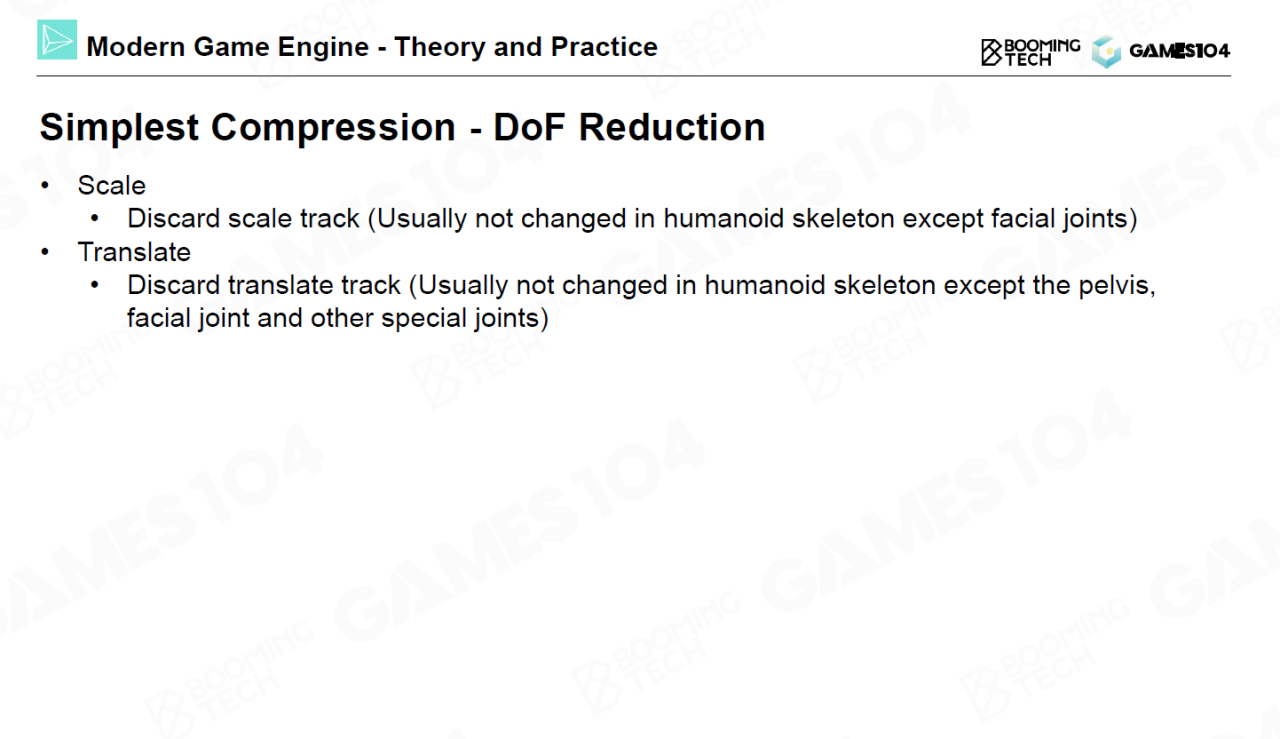 Modern Game Engine - Theory and Practice
BOOMING
TECH
GAMES104
Simplest Compression - DoF Reduction
• Scale
• Discard scale track (Usually not changed in humanoid skeleton except facial joints)
• Translate
• Discard translate track (Usually not changed in humanoid skeleton except the pelvis,
facial joint and other special joints)